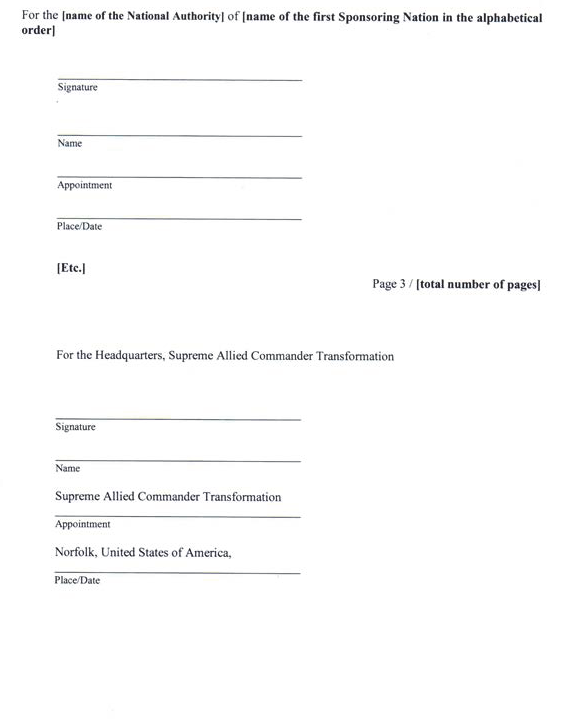 For the [name of the National Authority] of [name of the first Sponsoring Nation in the alphabetical
order]
Signature
Name
Appointment
Place/Date
[Etc.]
Page 3 / [total number of pages]
For the Headquarters, Supreme Allied Commander Transformation
Signature
Name
Supreme Allied Commander Transformation
Appointment
Norfolk, United States of America,
Place/Date